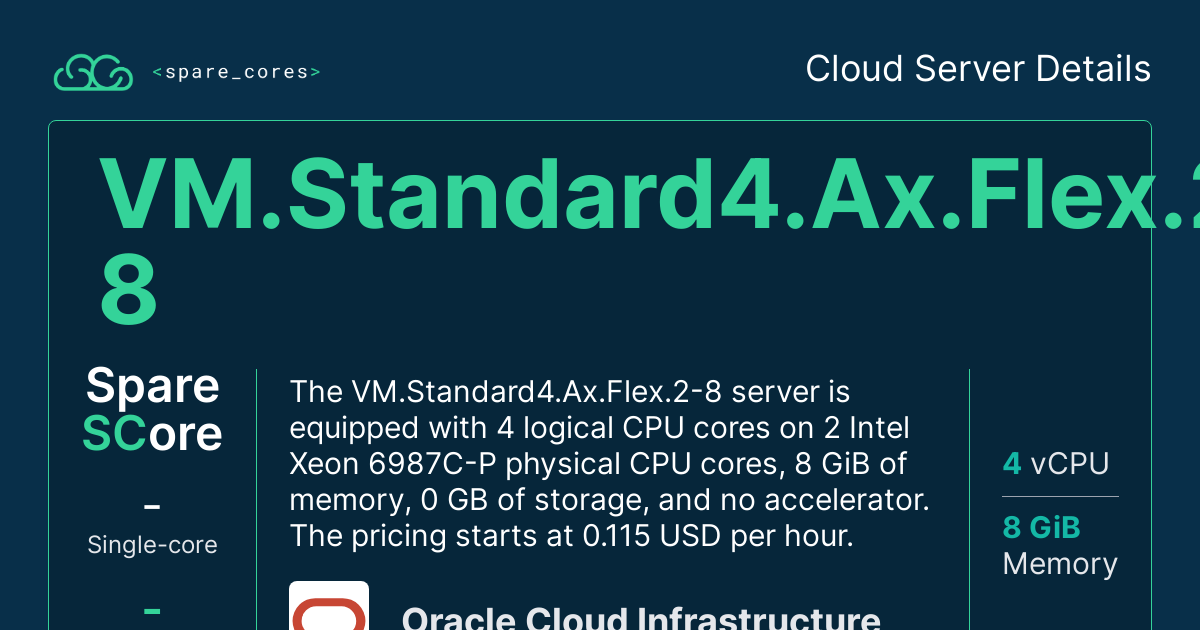 <spare_cores>
Cloud Server Details
VM.Standard4.Ax.Flex.2-
8
Spare
SCore
–
Single-core
–
The VM.Standard4.Ax.Flex.2-8 server is
equipped with 4 logical CPU cores on 2 Intel
Xeon 6987C-P physical CPU cores, 8 GiB of
memory, 0 GB of storage, and no accelerator.
The pricing starts at 0.115 USD per hour.
Oracle Cloud Infrastructure
4 vCPU
8 GiB
Memory